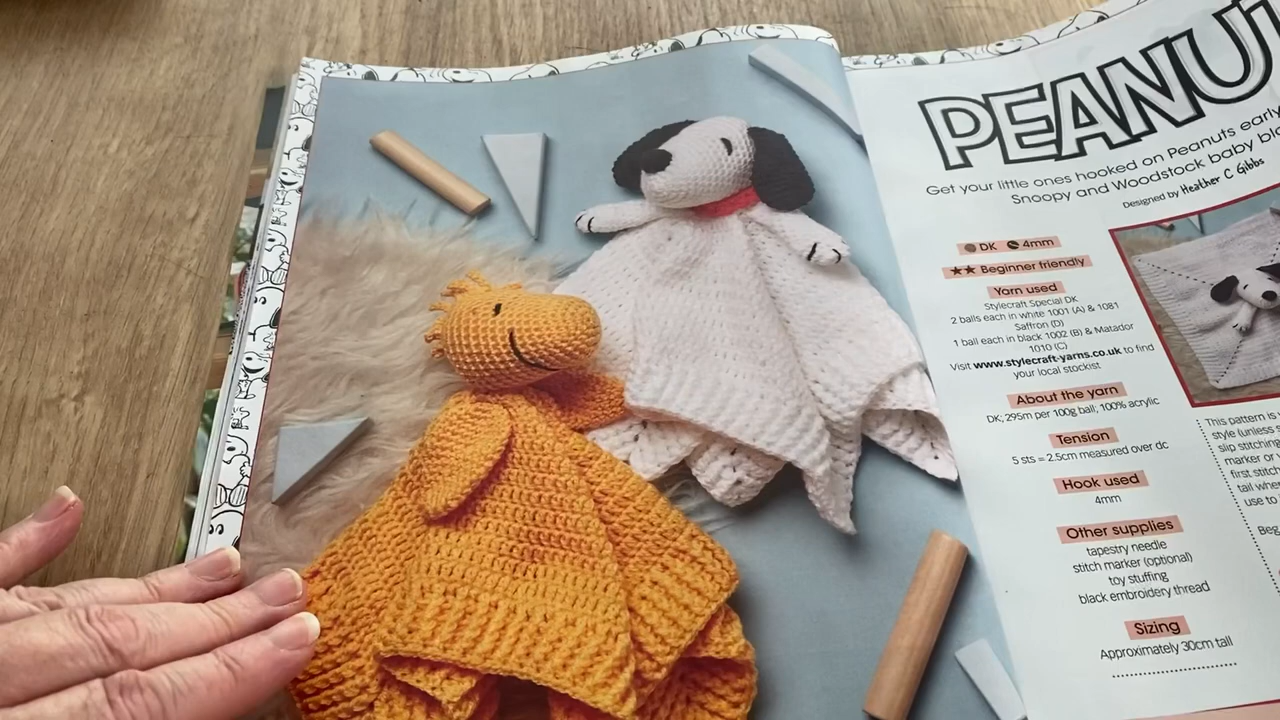 PEANU
Get your little ones hooked on Peanuts early
Snoopy and Woodstock baby bla
Designed by Heather C Gibbs
DK 4mm
★★ Beginner friendly
Yarn used
Stylecraft Special DK
2 balls each in white 1001 (A) & 1081
Saffron (D)
1 ball each in black 1002 (B) & Matador
1010 (C)
Visit www.stylecraft-yarns.co.uk to find
your local stockist
About the yarn
DK; 295m per 100g ball; 100% acrylic
Tension
5 sts = 2.5cm measured over dc
Hook used
4mm
Other supplies
tapestry needle
stitch marker (optional)
toy stuffing
black embroidery thread
Sizing
Approximately 30cm tall
This pattern is
style (unless
slip stitching
marker or
first stitch
tail whe
use to
Beg